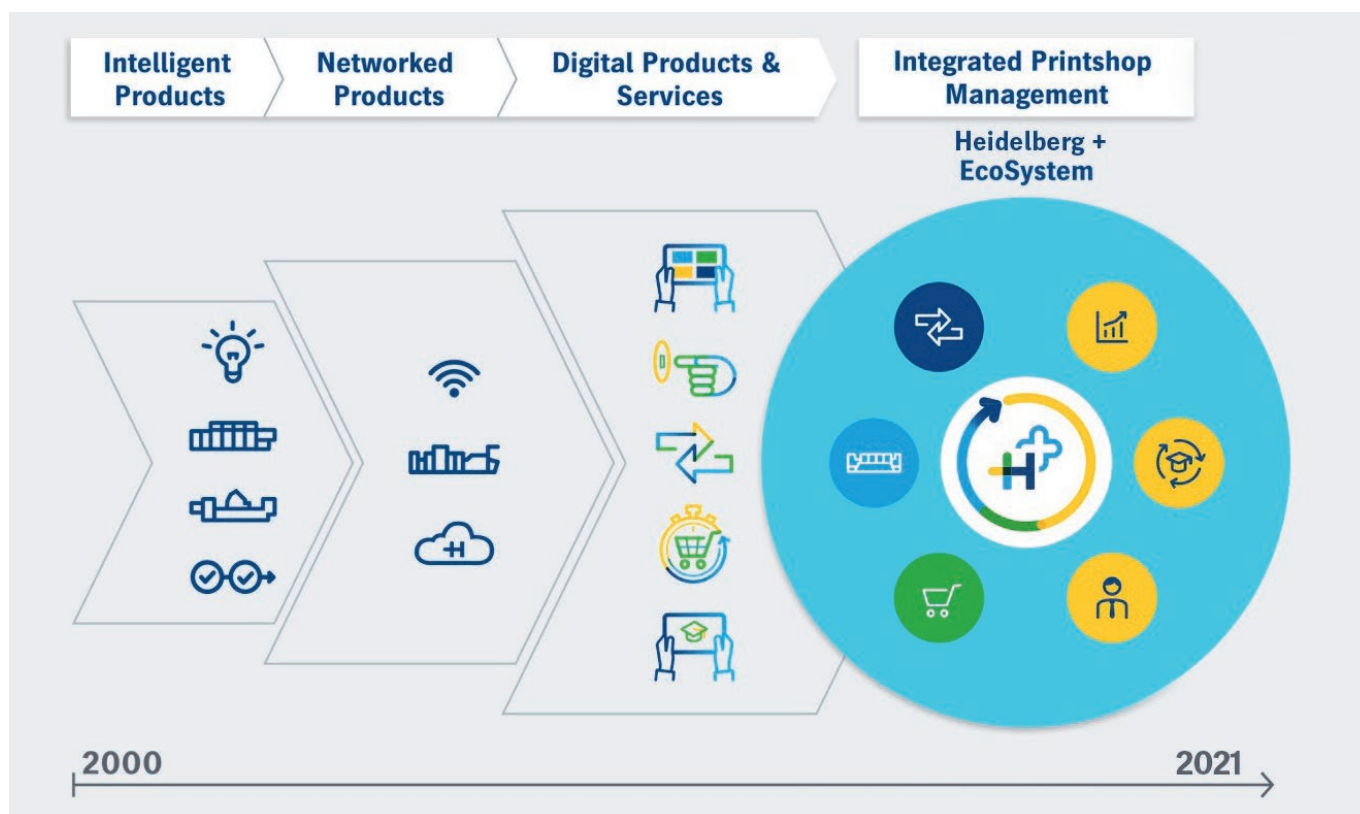 Intelligent
Products
Networked
Products
Digital Products &
Services
Integrated Printshop
Management
Heidelberg +
EcoSystem
H
H
2000
2021